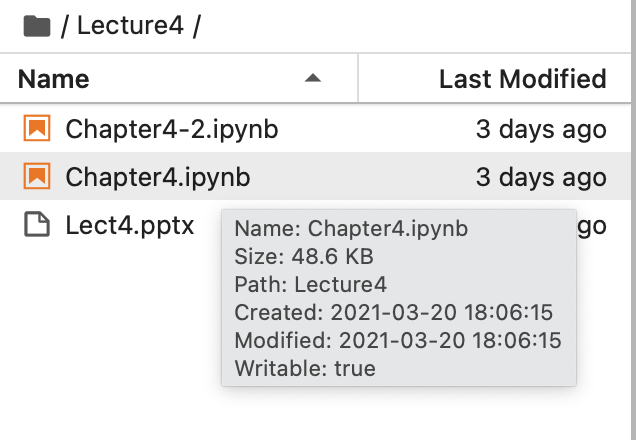 / Lecture4 /
Name Last Modified
Chapter4-2.ipynb 3 days ago
Chapter4.ipynb 3 days ago
Lect4.pptx go
Name: Chapter4.ipynb
Size: 48.6 KB
Path: Lecture4
Created: 2021-03-20 18:06:15
Modified: 2021-03-20 18:06:15
Writable: true